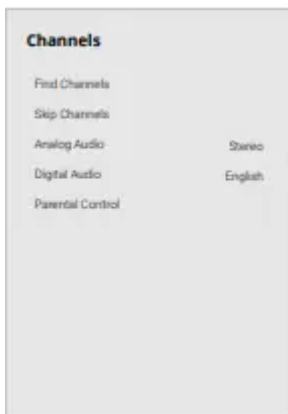 Channels
Find Channels
Skip Channels
Analog Audio Stereo
Digital Audio English
Parental Control